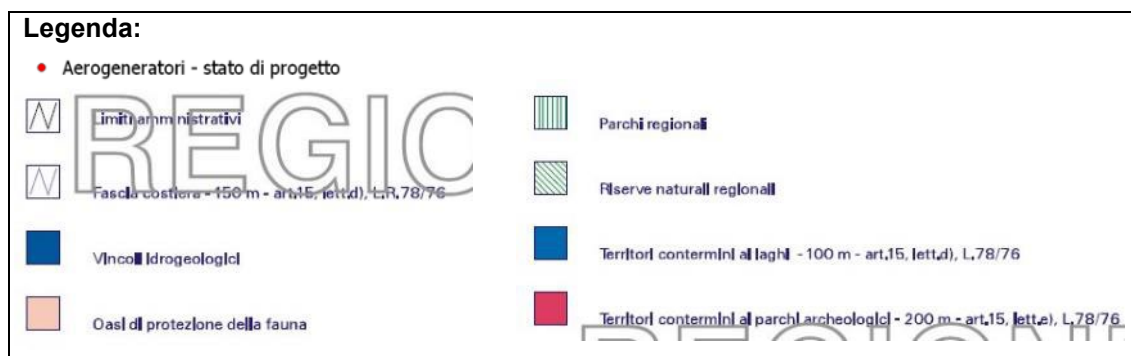 Legenda:
Aerogeneratori - stato di progetto
Limiti amministrativi
Fascia costiera - 150 m - art.15, lett.d), L.R.78/76
Vincoli idrogeologici
Oasi di protezione della fauna
Parchi regionali
Riserve naturali regionali
Territori contermini ai laghi - 100 m - art.15, lett.d), L.78/76
Territori contermini ai parchi archeologici - 200 m - art.15, lett.e), L.78/76
REGIO